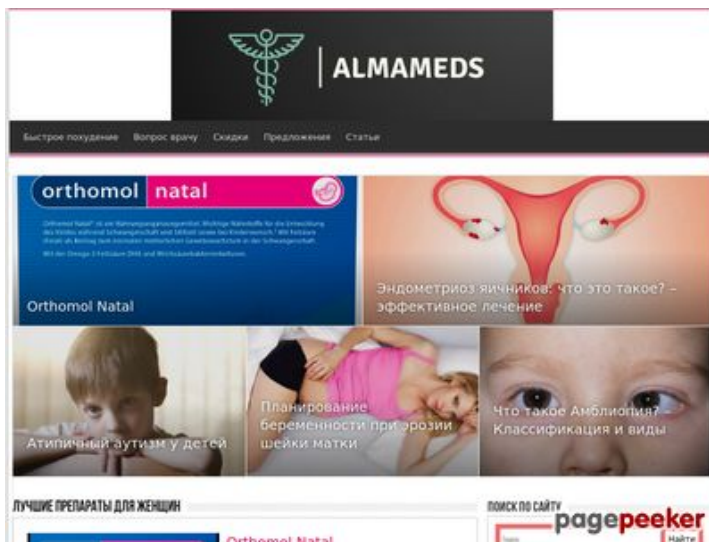 ALMAMEDS
Быстрое похудение Вопрос врачу Скидки Предложения Статьи
orthomol natal
Orthomol Natal
Эндометриоз яичников: что это такое? –
эффективное лечение
Атипичный аутизм у детей
Планирование
беременности при эрозии
шейки матки
Что такое Амблиопия? –
Классификация и виды
ЛУЧШИЕ ПРЕПАРАТЫ ДЛЯ ЖЕНЩИН
ПОИСК ПО САЙТУ
Orthomol Natal
Найти
pagepeeker